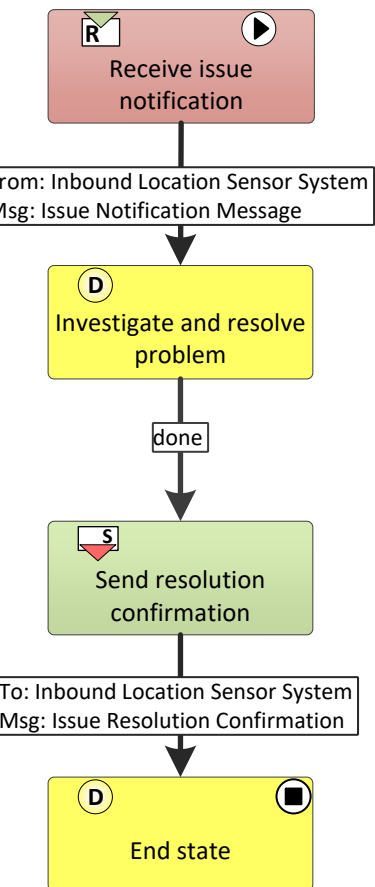 R
Receive issue
notification
rom: Inbound Location Sensor System
Msg: Issue Notification Message
D
Investigate and resolve
problem
done
S
Send resolution
confirmation
To: Inbound Location Sensor System
Msg: Issue Resolution Confirmation
D
End state